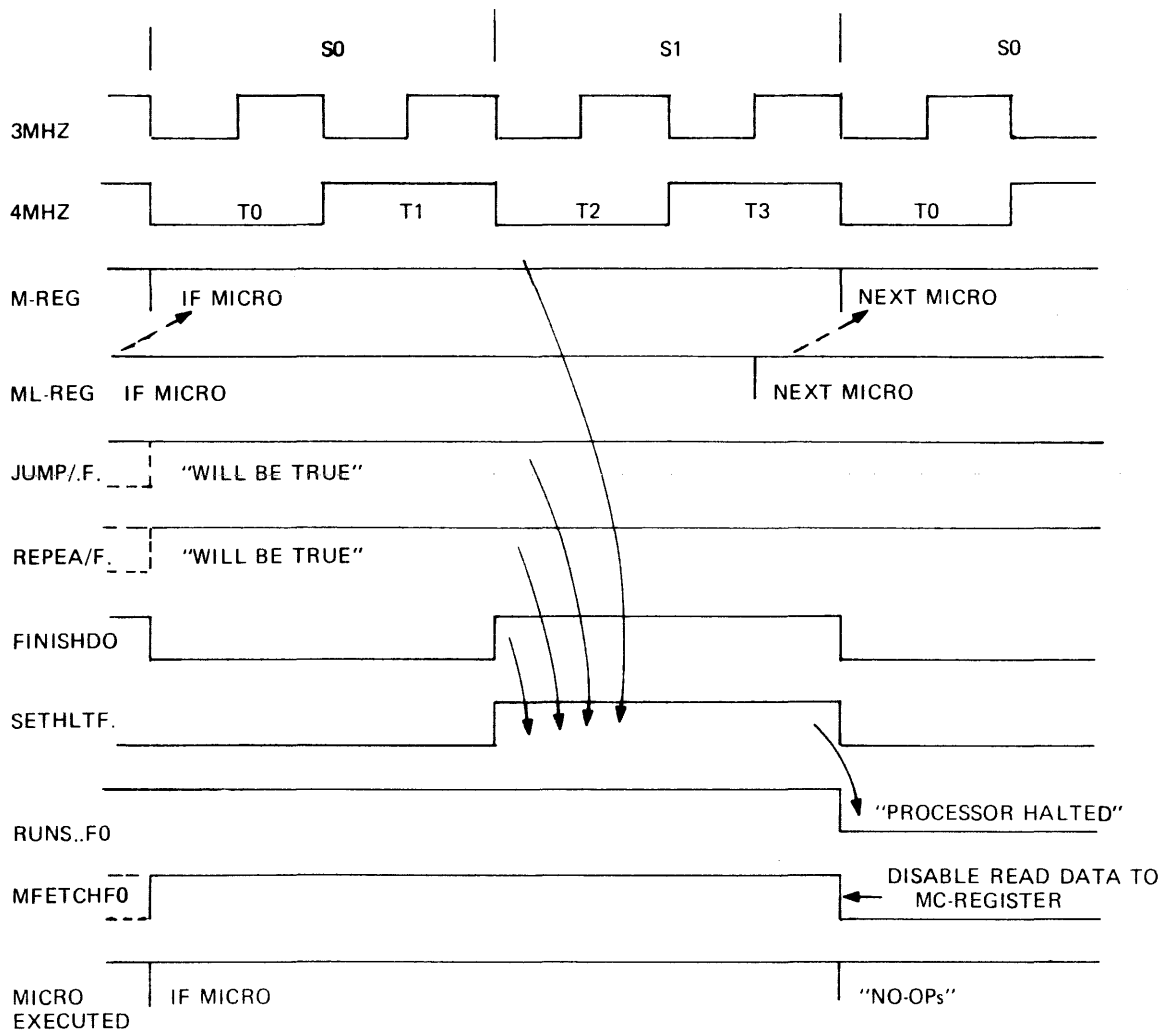 S0 S1 S0
3MHZ
4MHZ T0 T1 T2 T3 T0
M-REG IF MICRO NEXT MICRO
ML-REG IF MICRO NEXT MICRO
JUMP/.F. "WILL BE TRUE"
REPEA/F. "WILL BE TRUE"
FINISHDO
SETHLTF.
RUNS..F0 "PROCESSOR HALTED"
MFETCHF0 DISABLE READ DATA TO
MC-REGISTER
MICRO IF MICRO "NO-OPs"
EXECUTED